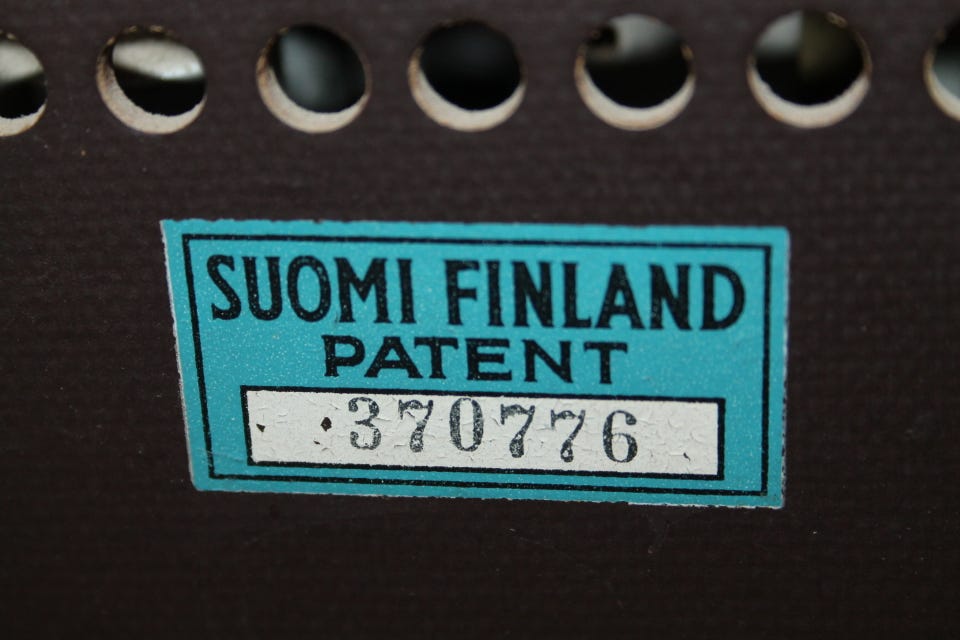 SUOMI FINLAND
PATENT
370776